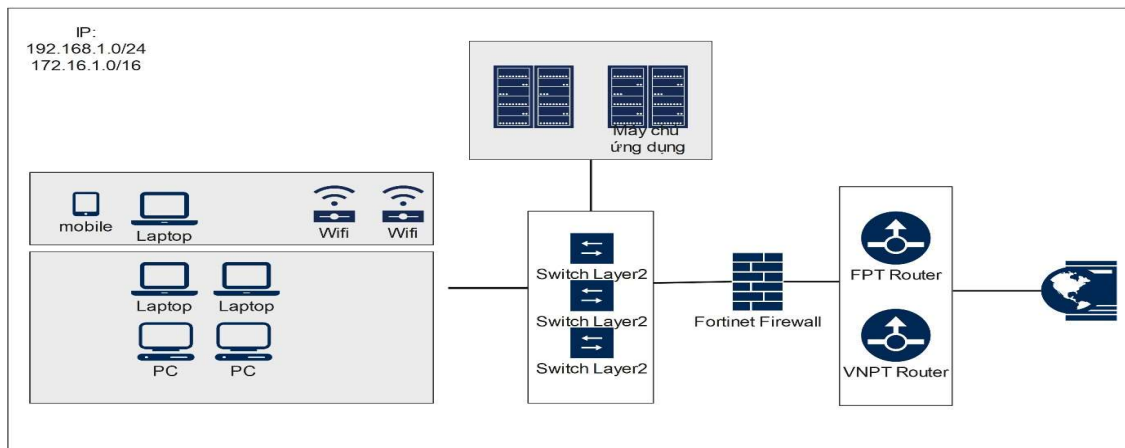 IP:
192.168.1.0/24
172.16.1.0/16
Máy chủ
ứng dụng
mobile
Laptop
Wifi
Wifi
Laptop
Laptop
PC
PC
Switch Layer2
Switch Layer2
Switch Layer2
Fortinet Firewall
FPT Router
VNPT Router